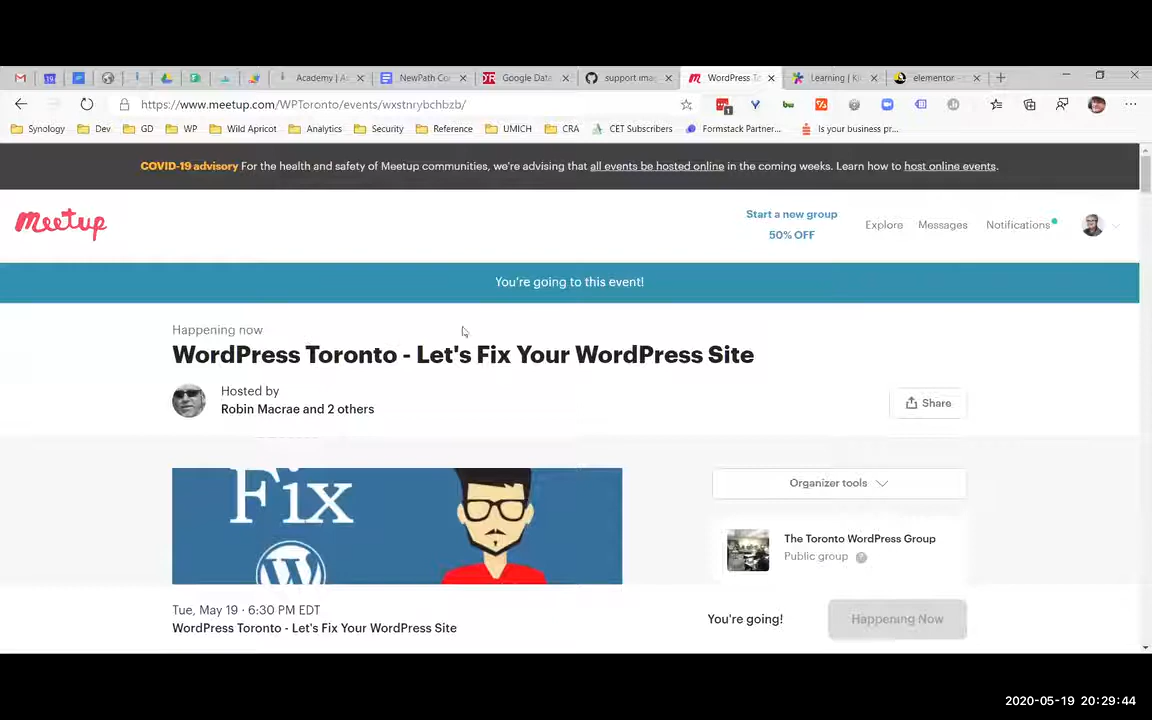 Academy | A
NewPath Co
Google Data
support ima
WordPress To
Learning | K
elementor -
https://www.meetup.com/WPToronto/events/wxstnrybchbzb/
Synology
Dev
GD
WP
Wild Apricot
Analytics
Security
Reference
UMICH
CRA
CET Subscribers
Formstack Partner...
Is your business pr...
COVID-19 advisory For the health and safety of Meetup communities, we're advising that all events be hosted online in the coming weeks. Learn how to host online events.
meetup
Start a new group
50% OFF
Explore
Messages
Notifications
You're going to this event!
Happening now
WordPress Toronto - Let's Fix Your WordPress Site
Hosted by
Robin Macrae and 2 others
Share
Fix
W
Organizer tools
The Toronto WordPress Group
Public group
?
Tue, May 19 · 6:30 PM EDT
WordPress Toronto - Let's Fix Your WordPress Site
You're going!
Happening Now
2020-05-19 20:29:44